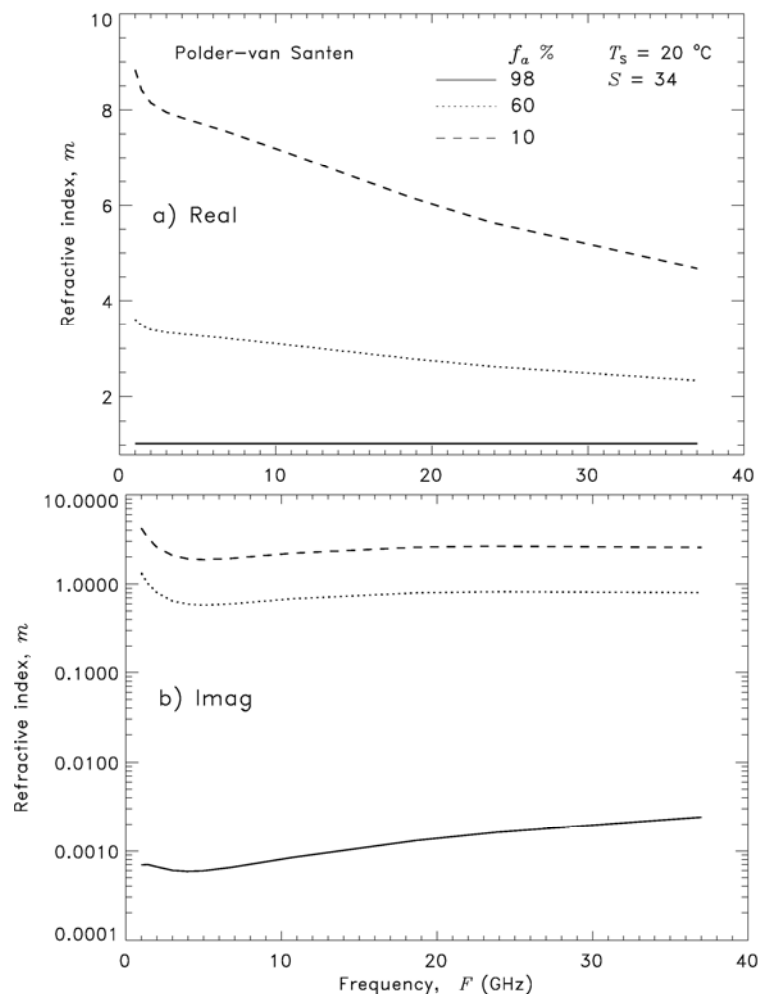 10
8
6
4
2
Refractive index, m
Polder-van Santen
f_a %
T_S = 20 °C
98
S = 34
60
10
a) Real
0
10
20
30
40
10.0000
1.0000
0.1000
0.0100
0.0010
0.0001
Refractive index, m
b) Imag
0
10
20
30
40
Frequency, F (GHz)